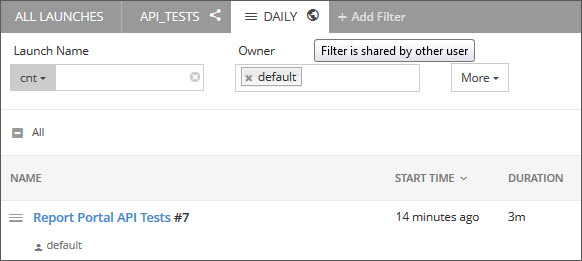 ALL LAUNCHES API_TESTS DAILY + Add Filter
Launch Name Owner Filter is shared by other user
cnt default More
All
NAME START TIME DURATION
Report Portal API Tests #7 14 minutes ago 3m
default